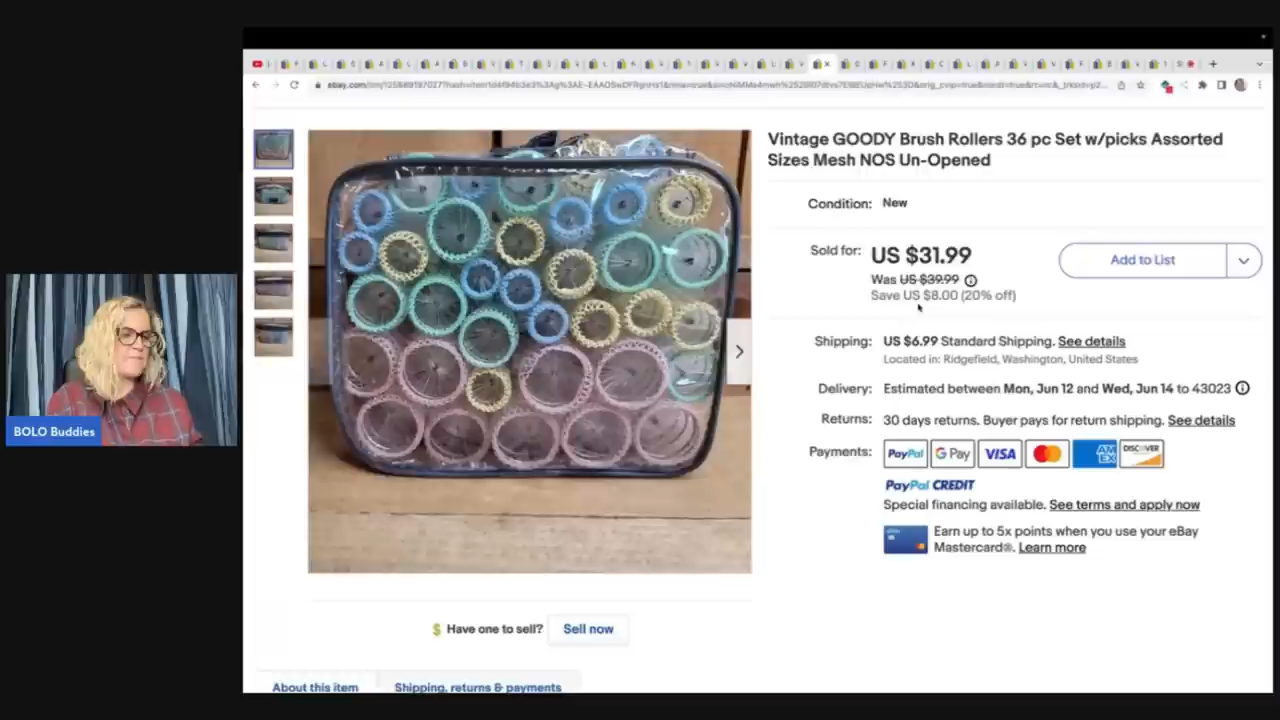 Vintage GOODY Brush Rollers 36 pc Set w/picks Assorted
Sizes Mesh NOS Un-Opened
Condition: New
Sold for: US $31.99
Was US $39.99
Save US $8.00 (20% off)
Add to List
Shipping: US $6.99 Standard Shipping. See details
Located in: Ridgefield, Washington, United States
Delivery: Estimated between Mon, Jun 12 and Wed, Jun 14 to 43023
Returns: 30 days returns. Buyer pays for return shipping. See details
Payments: PayPal G Pay VISA MasterCard AM EX DISCOVER
PayPal CREDIT
Special financing available. See terms and apply now
Earn up to 5x points when you use your eBay
Mastercard®. Learn more
BOLO Buddies
$ Have one to sell? Sell now
About this item
Shipping, returns & payments